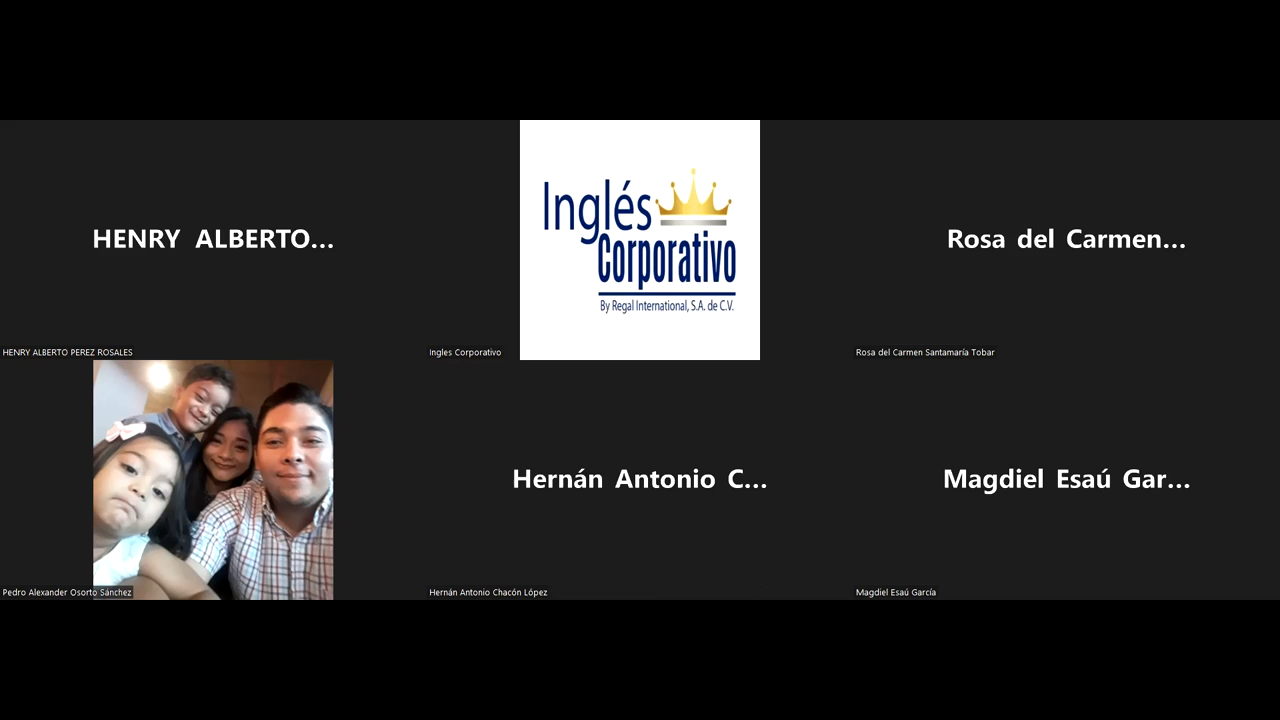 HENRY ALBERTO...
Inglés
Corporativo
By Regal International, S.A. de C.V.
Rosa del Carmen...
HENRY ALBERTO PEREZ ROSALES
Ingles Corporativo
Rosa del Carmen Santamaría Tobar
Hernán Antonio C...
Magdiel Esaú Gar...
Pedro Alexander Osorto Sánchez
Hernán Antonio Chacón López
Magdiel Esaú García